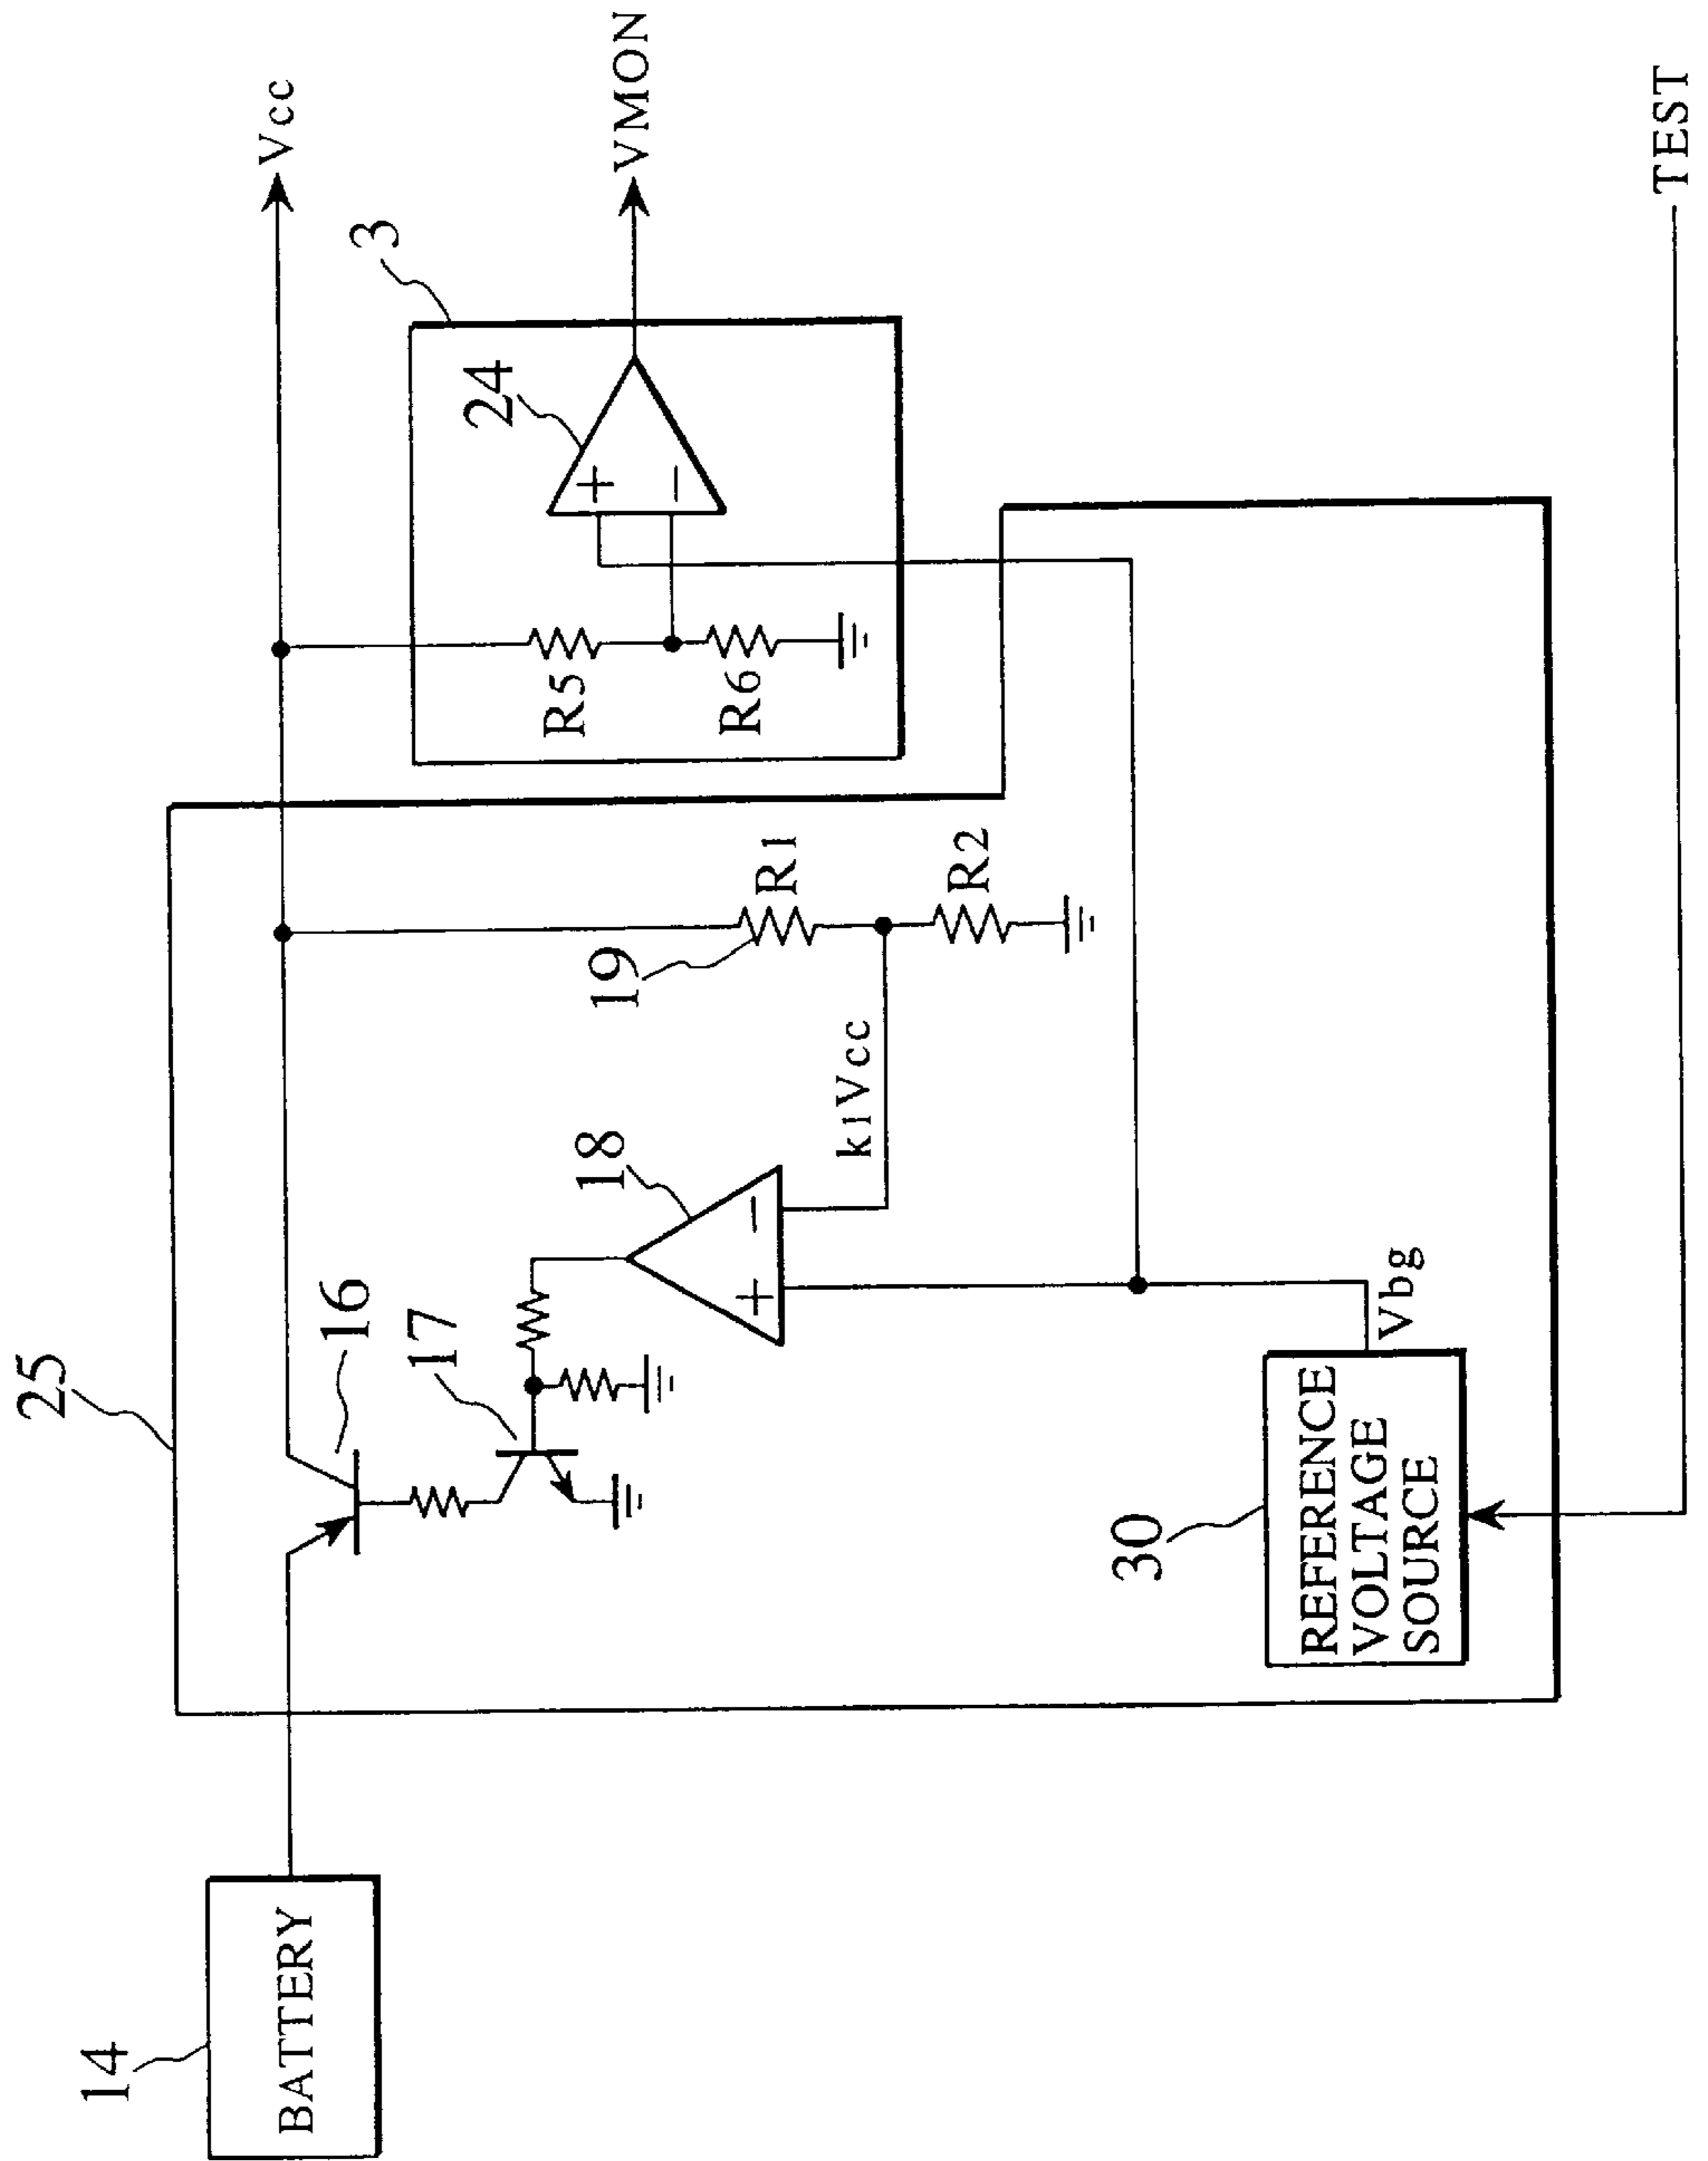 14
BATTERY
25
16
17
18
k1Vcc
19
R1
R2
30
REFERENCE
VOLTAGE
SOURCE
Vbg
+
−
R5
R6
3
24
+
−
Vcc
VMON
TEST